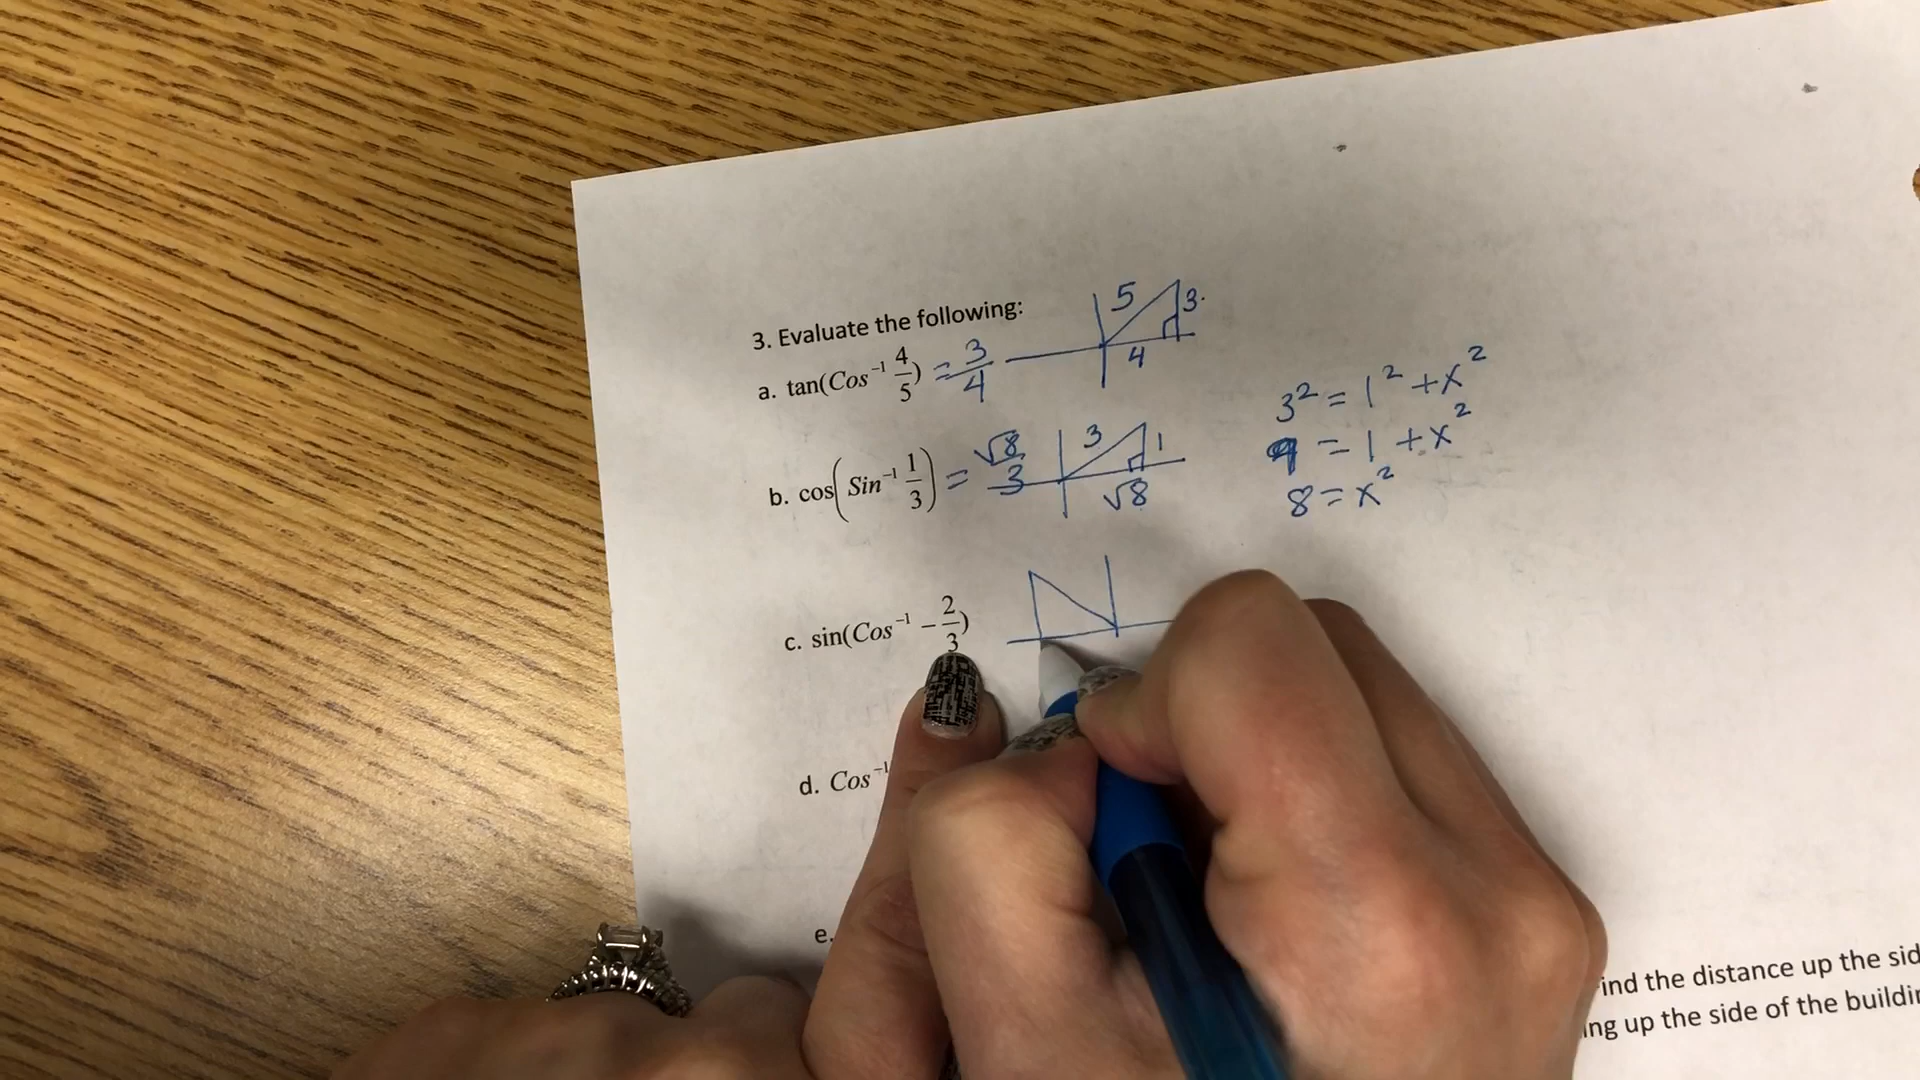 3. Evaluate the following:
5 3
4
a. tan(Cos⁻¹ 4/5) = 3/4
3² = 1² + x²
9 = 1 + x²
8 = x²
b. cos(Sin⁻¹ 1/3) = √8/3
3 1
√8
c. sin(Cos⁻¹ −2/3)
d. Cos⁻¹
e.
ind the distance up the sid
ng up the side of the buildin